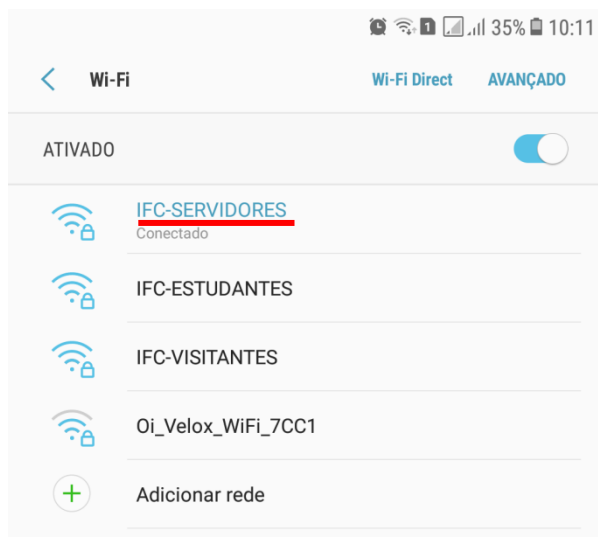 1 35% 10:11
Wi-Fi Wi-Fi Direct AVANÇADO
ATIVADO
IFC-SERVIDORES
Conectado
IFC-ESTUDANTES
IFC-VISITANTES
Oi_Velox_WiFi_7CC1
Adicionar rede